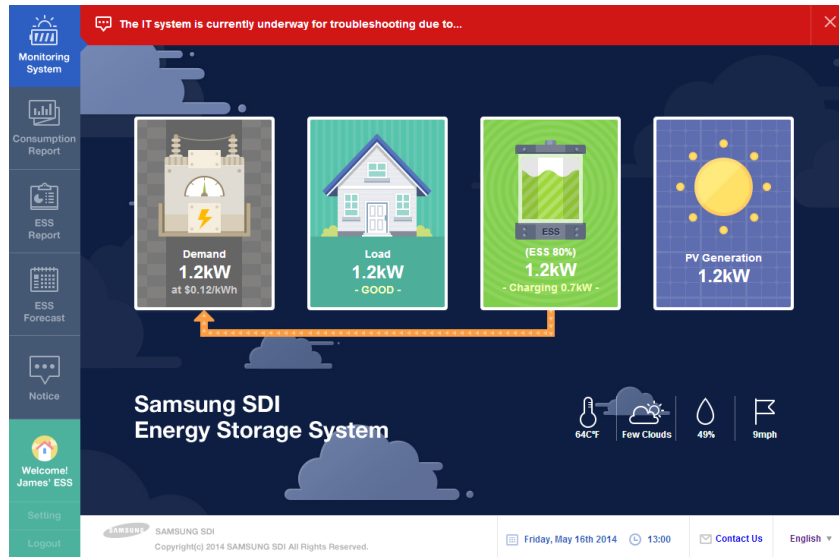 The IT system is currently underway for troubleshooting due to...
Monitoring
System
Consumption
Report
ESS
Report
ESS
Forecast
Notice
Welcome!
James' ESS
Setting
Logout
Demand
1.2kW
at $0.12/kWh
Load
1.2kW
- GOOD -
ESS
(ESS 80%)
1.2kW
- Charging 0.7kW -
PV Generation
1.2kW
Samsung SDI
Energy Storage System
64C°F
Few Clouds
49%
9mph
SAMSUNG
SAMSUNG SDI
Copyright(c) 2014 SAMSUNG SDI All Rights Reserved.
Friday, May 16th 2014
13:00
Contact Us
English